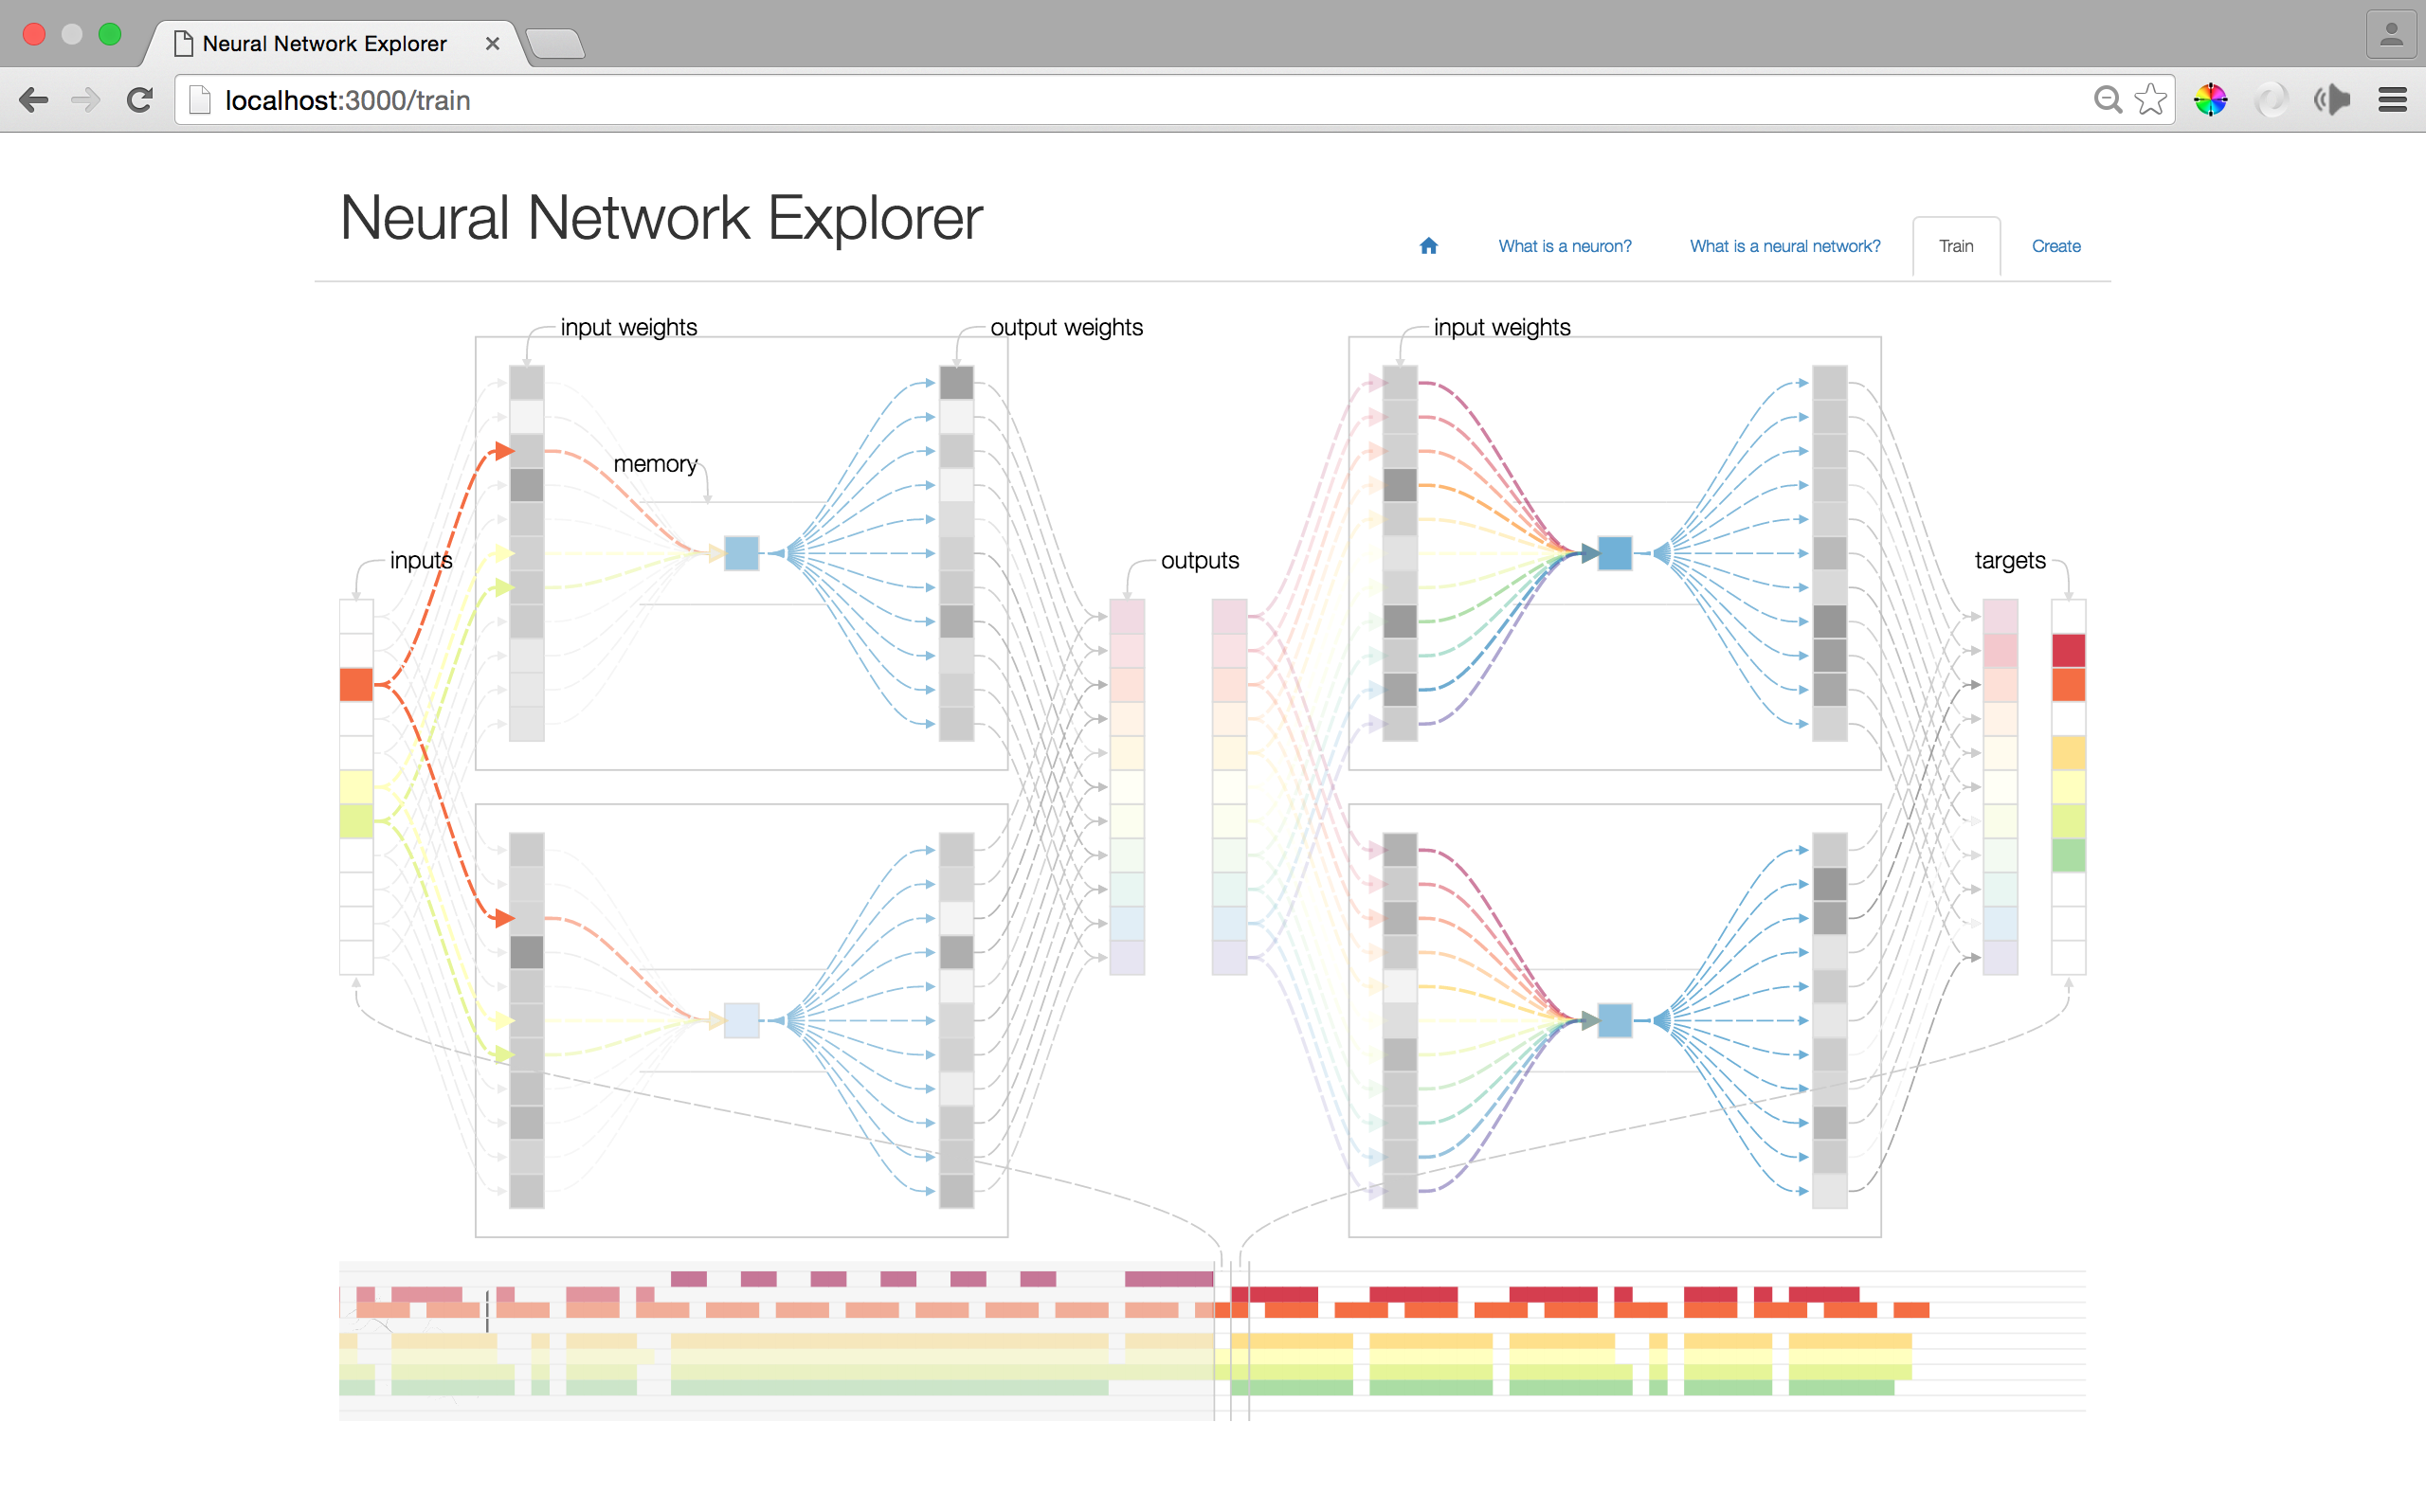 Neural Network Explorer
localhost:3000/train
Neural Network Explorer
What is a neuron?
What is a neural network?
Train
Create
input weights
output weights
input weights
memory
inputs
outputs
targets